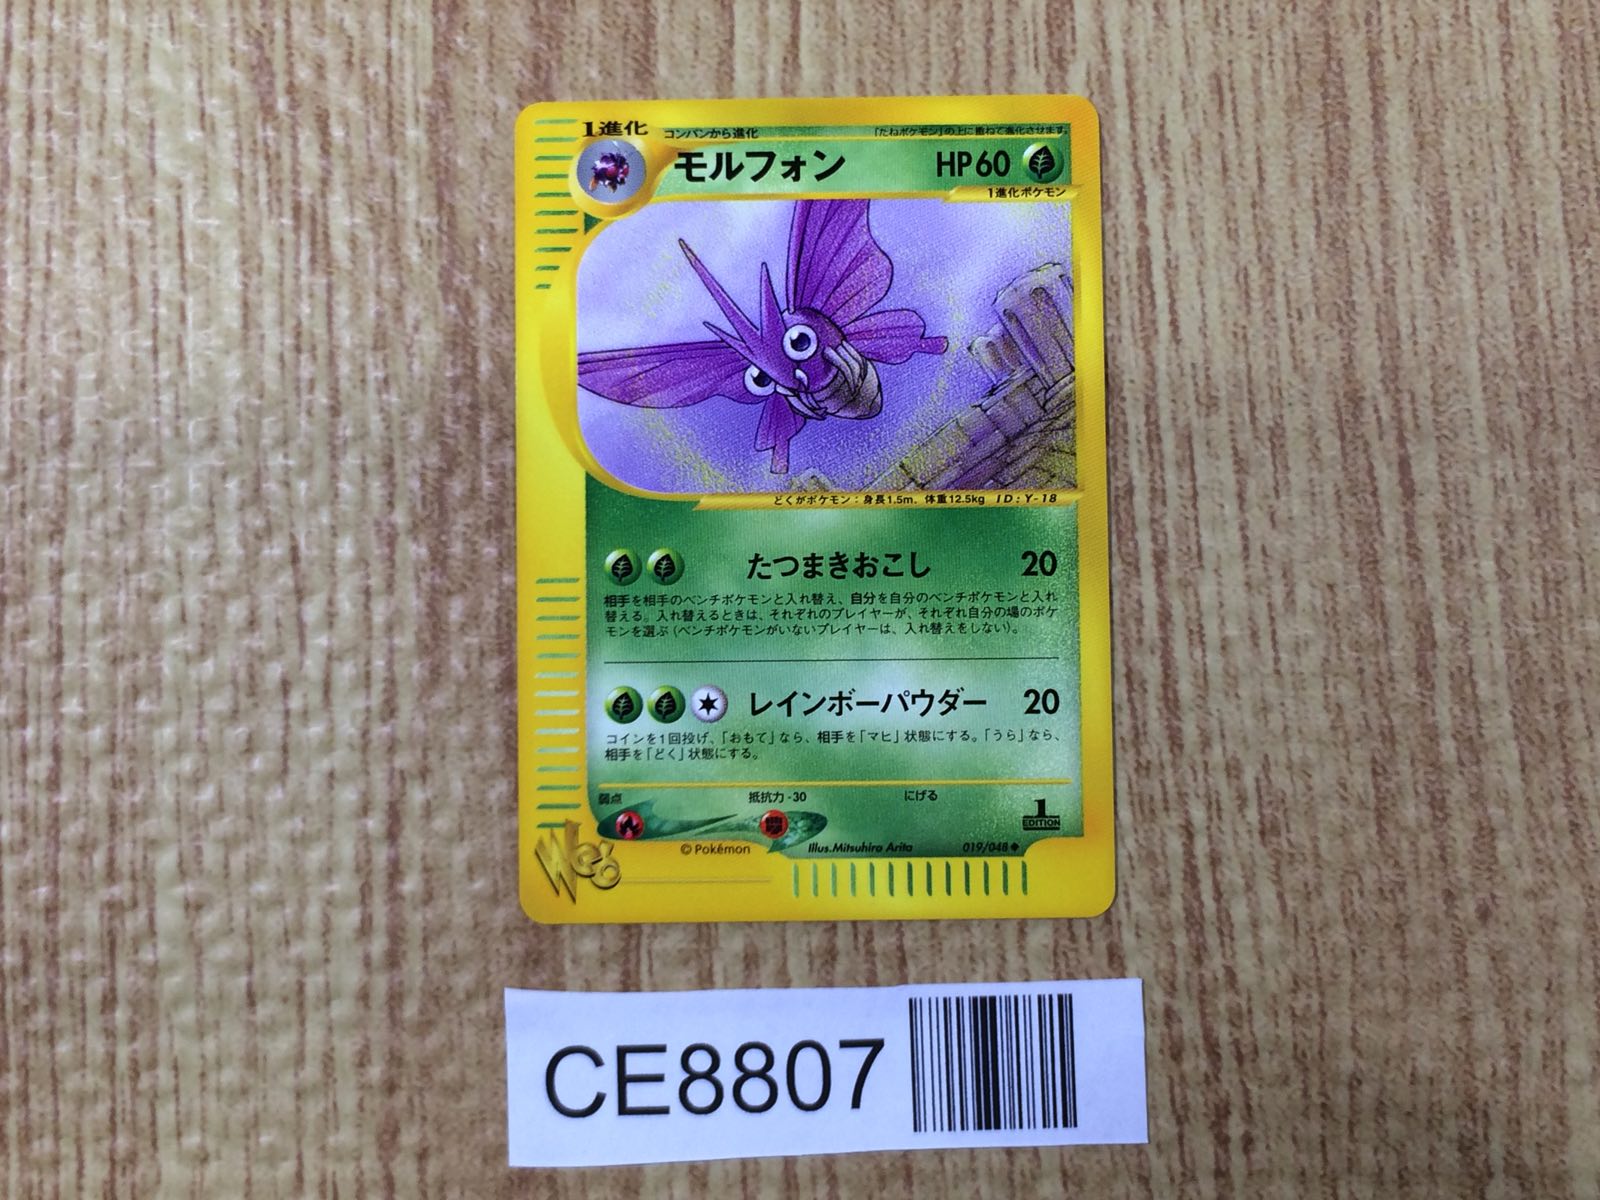 1進化
コンパンから進化
「たねポケモン」の上に重ねて進化させます。
モルフォン
HP60
1進化ポケモン
どくがポケモン：身長1.5m. 体重12.5kg ID:Y-18
たつまきおこし 20
相手を相手のベンチポケモンと入れ替え、自分を自分のベンチポケモンと入れ
替える。入れ替えるときは、それぞれのプレイヤーが、それぞれ自分の場のポケ
モンを選ぶ(ベンチポケモンがいないプレイヤーは、入れ替えをしない)。
レインボーパウダー 20
コインを1回投げ、「おもて」なら、相手を「マヒ」状態にする。「うら」なら、
相手を「どく」状態にする。
弱点 抵抗力-30 にげる
1
EDITION
©Pokémon Illus.Mitsuhiro Arita 019/048◆
Web
CE8807